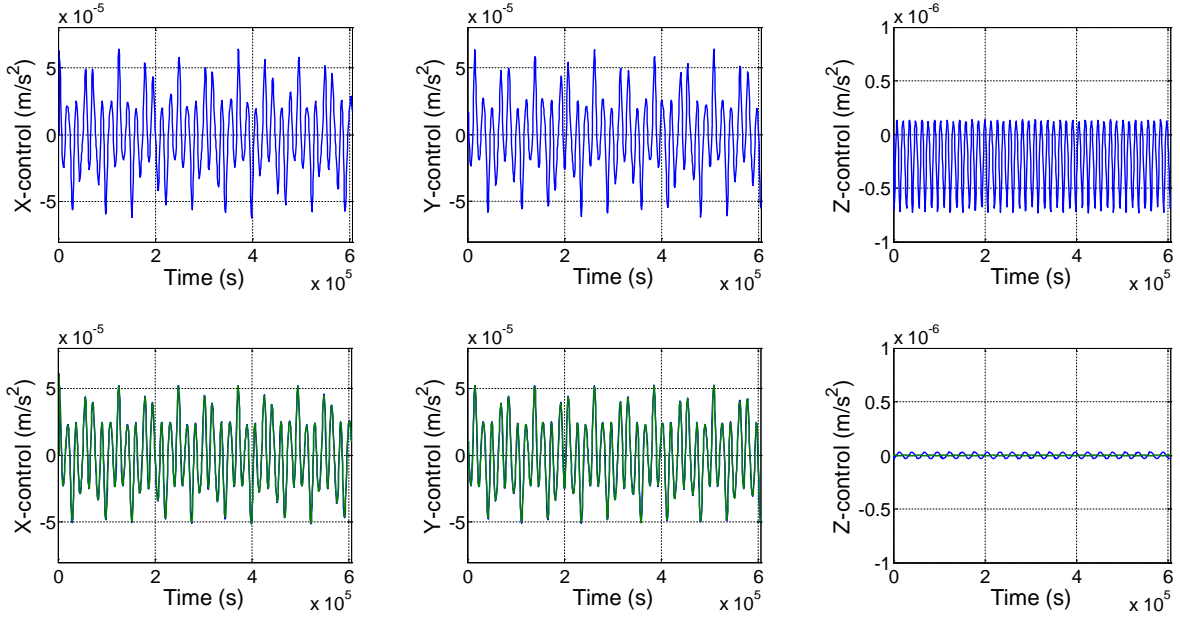 x 10^-5
X-control (m/s^2)
5
0
-5
0 2 4 6
Time (s)
x 10^5
x 10^-5
Y-control (m/s^2)
5
0
-5
0 2 4 6
Time (s)
x 10^5
x 10^-6
Z-control (m/s^2)
1
0.5
0
-0.5
-1
0 2 4 6
Time (s)
x 10^5
x 10^-5
X-control (m/s^2)
5
0
-5
0 2 4 6
Time (s)
x 10^5
x 10^-5
Y-control (m/s^2)
5
0
-5
0 2 4 6
Time (s)
x 10^5
x 10^-6
Z-control (m/s^2)
1
0.5
0
-0.5
-1
0 2 4 6
Time (s)
x 10^5